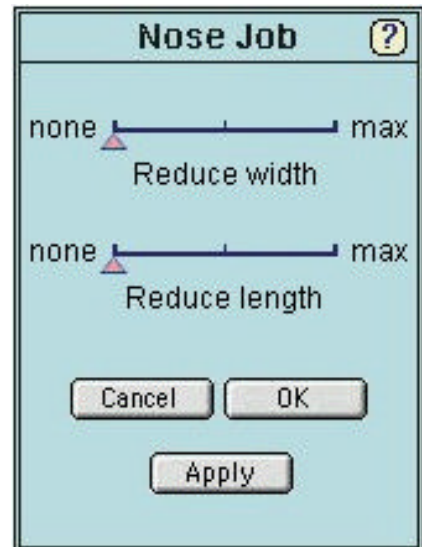 Nose Job ?
none max
Reduce width
none max
Reduce length
Cancel OK
Apply